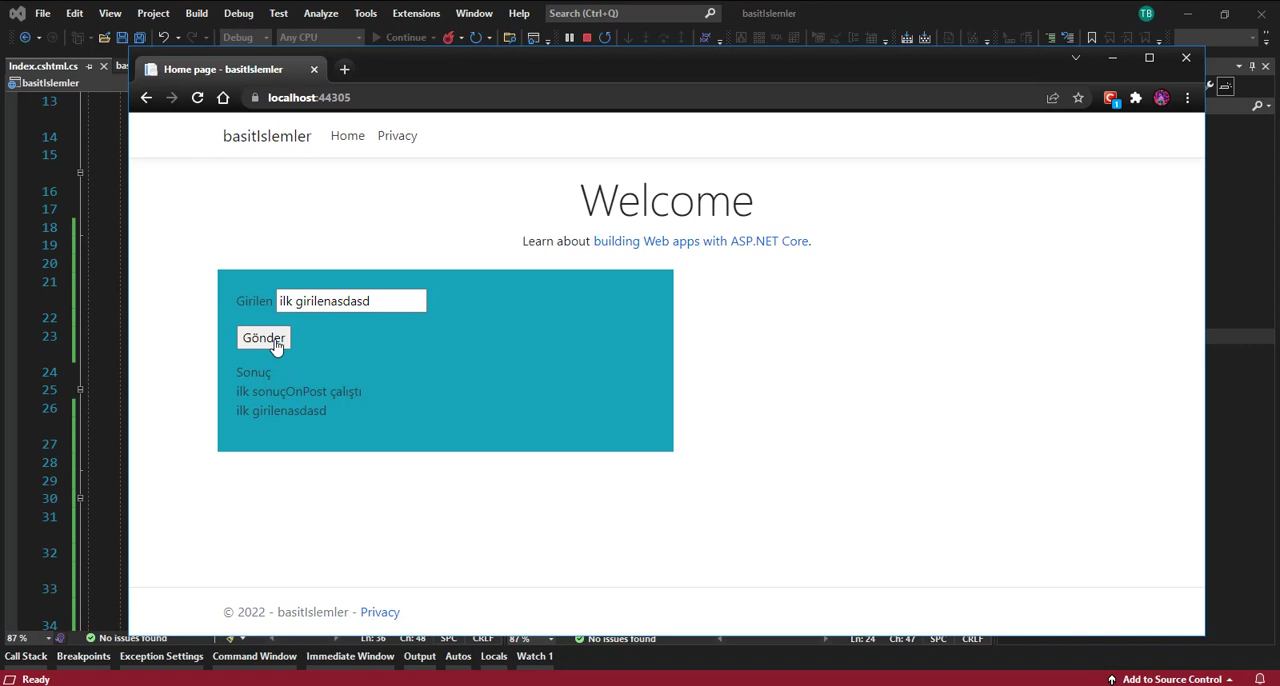 File Edit View Project Build Debug Test Analyze Tools Extensions Window Help Search (Ctrl+Q) basitIslemler TB
Debug Any CPU Continue
Index.cshtml.cs
Home page - basitIslemler
basitIslemler
localhost:44305
1
13
14
15
16
17
18
19
20
21
22
23
24
25
26
27
28
29
30
31
32
33
34
basitIslemler Home Privacy
Welcome
Learn about building Web apps with ASP.NET Core.
Girilen ilk girilenasdasd
Gönder
Sonuç
ilk sonuçOnPost çalıştı
ilk girilenasdasd
© 2022 - basitIslemler - Privacy
87 % No issues found Ln: 36 Ch: 48 SPC CRLF 87 % No issues found Ln: 24 Ch: 47 SPC CRLF
Call Stack Breakpoints Exception Settings Command Window Immediate Window Output Autos Locals Watch 1
Ready Add to Source Control